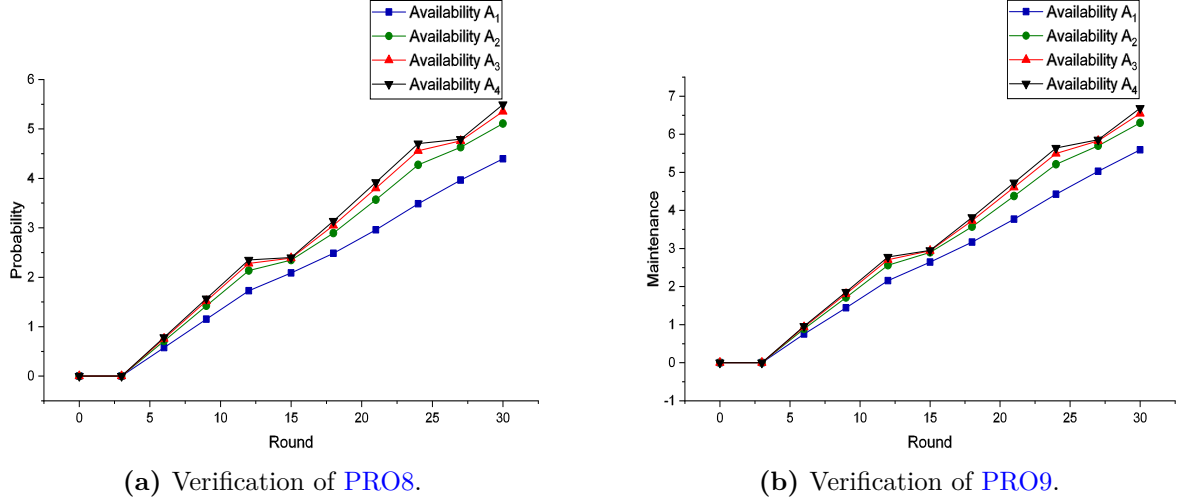 Availability A1
Availability A2
Availability A3
Availability A4
6
5
4
3
2
1
0
Probability
0 5 10 15 20 25 30
Round
(a) Verification of PRO8.
Availability A1
Availability A2
Availability A3
Availability A4
7
6
5
4
3
2
1
0
-1
Maintenance
0 5 10 15 20 25 30
Round
(b) Verification of PRO9.